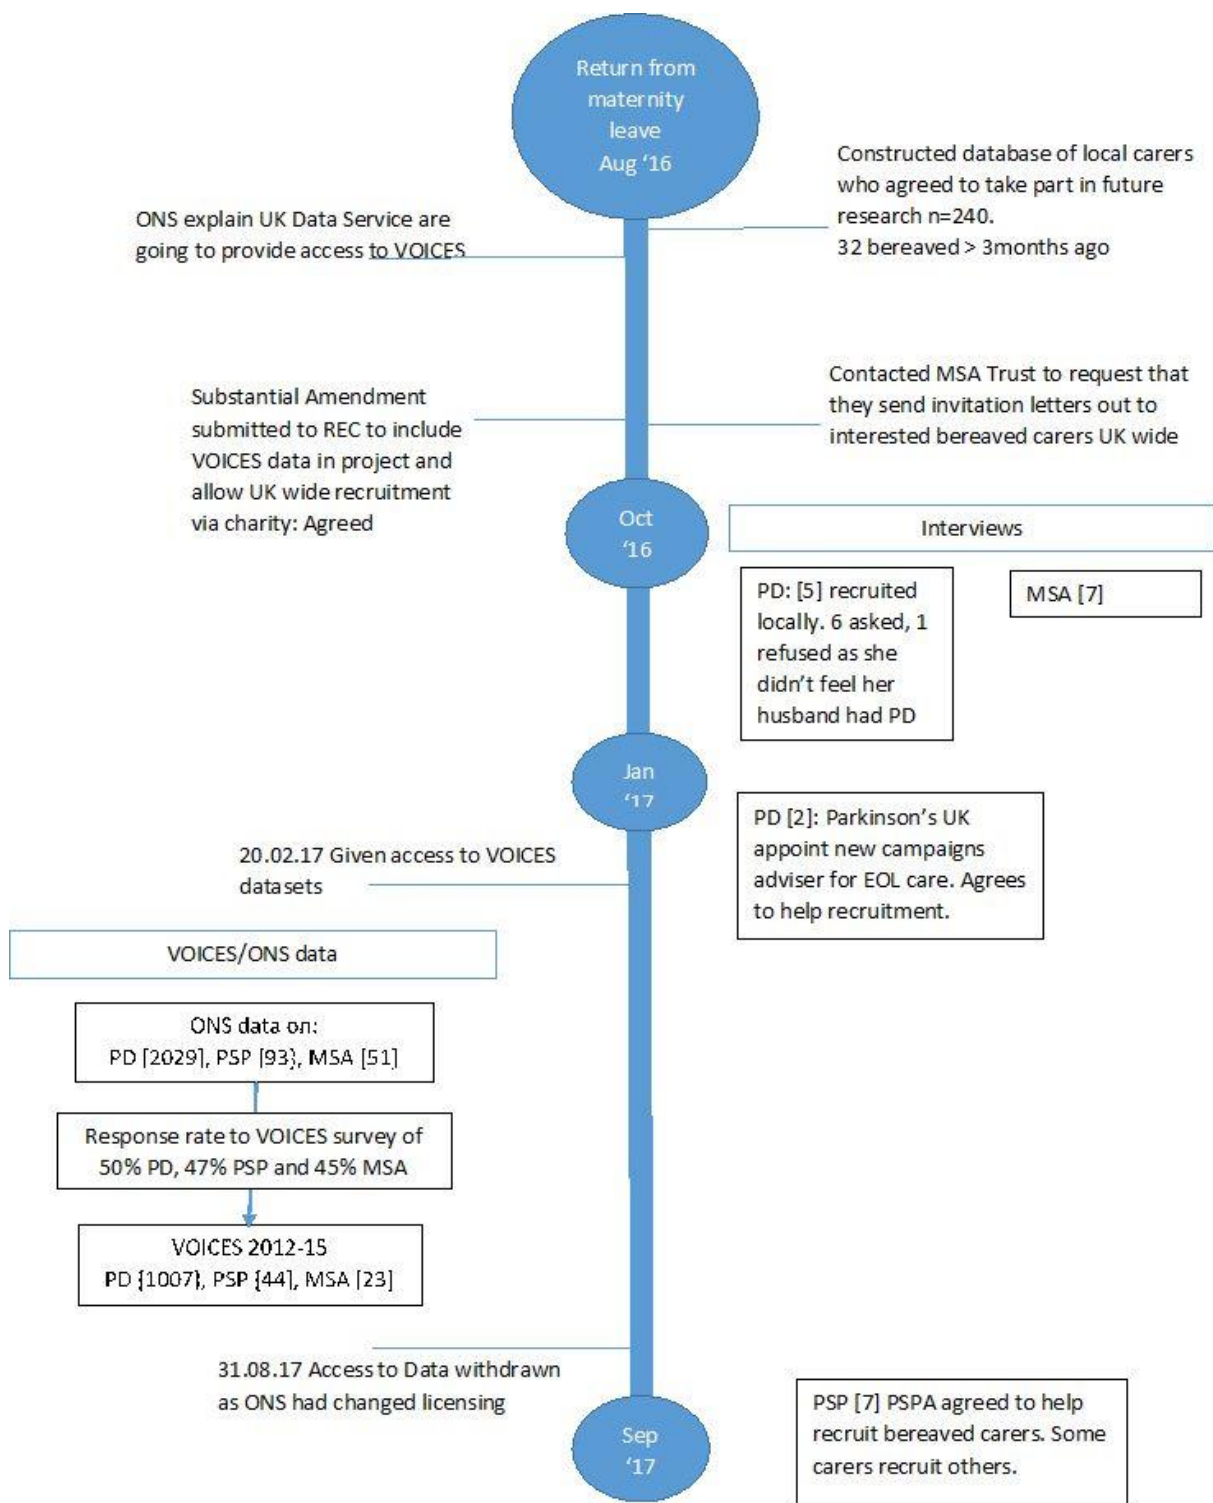 Return from
maternity
leave
Aug ‘16
Constructed database of local carers
who agreed to take part in future
research n=240.
32 bereaved > 3months ago
ONS explain UK Data Service are
going to provide access to VOICES
Contacted MSA Trust to request that
they send invitation letters out to
interested bereaved carers UK wide
Substantial Amendment
submitted to REC to include
VOICES data in project and
allow UK wide recruitment
via charity: Agreed
Oct
‘16
Interviews
PD: [5] recruited
locally. 6 asked, 1
refused as she
didn’t feel her
husband had PD
MSA [7]
Jan
‘17
PD [2]: Parkinson’s UK
appoint new campaigns
adviser for EOL care. Agrees
to help recruitment.
20.02.17 Given access to VOICES
datasets
VOICES/ONS data
ONS data on:
PD [2029], PSP [93}, MSA [51]
Response rate to VOICES survey of
50% PD, 47% PSP and 45% MSA
VOICES 2012-15
PD {1007}, PSP {44], MSA [23]
31.08.17 Access to Data withdrawn
as ONS had changed licensing
Sep
‘17
PSP [7] PSPA agreed to help
recruit bereaved carers. Some
carers recruit others.